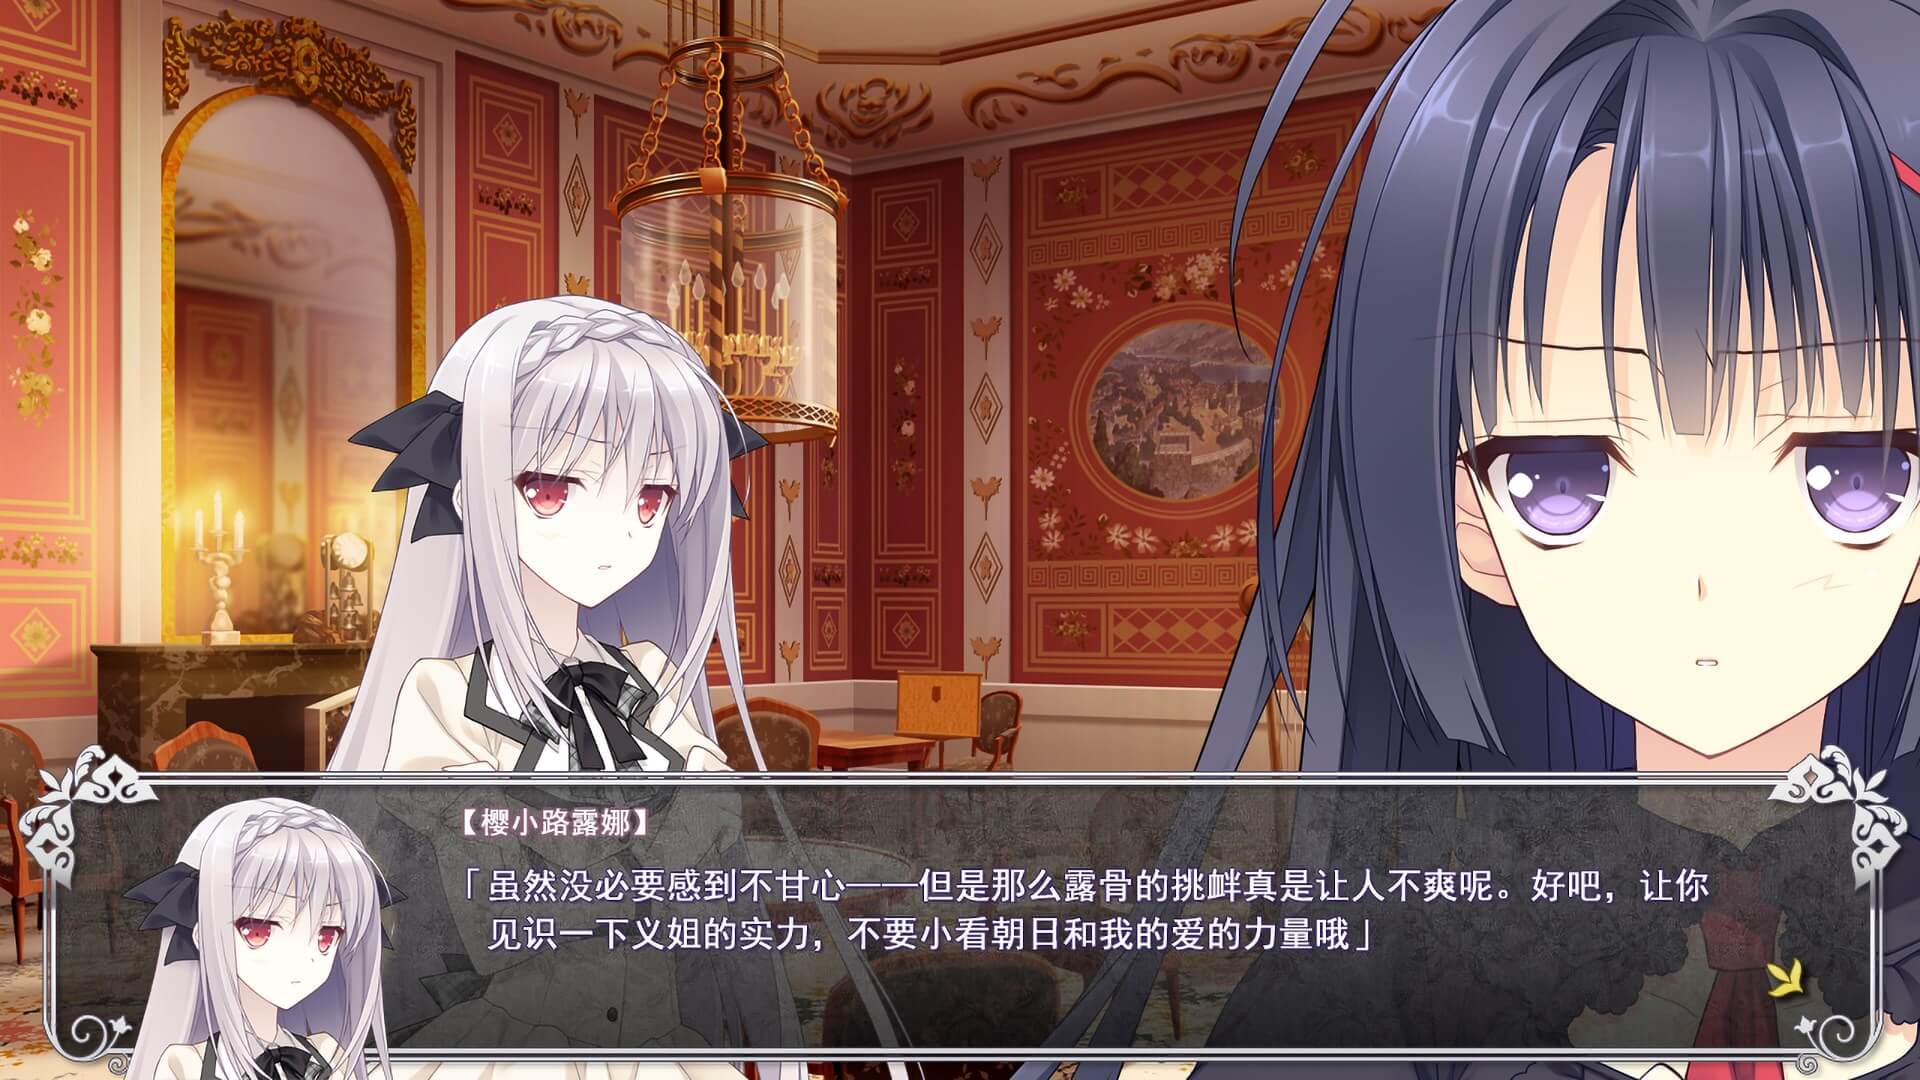 【樱小路露娜】
「虽然没必要感到不甘心——但是那么露骨的挑衅真是让人不爽呢。好吧，让你
见识一下义姐的实力，不要小看朝日和我的爱的力量哦」